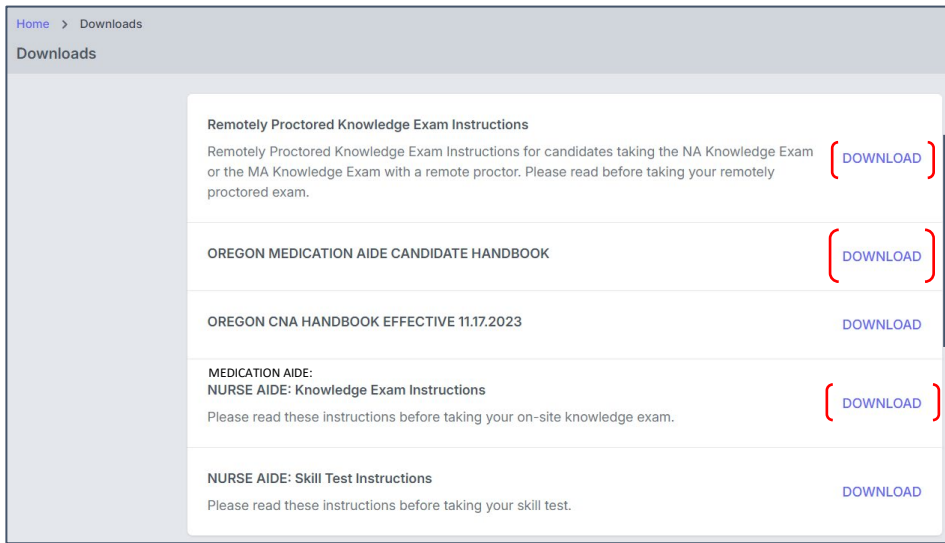 Home > Downloads
Downloads
Remotely Proctored Knowledge Exam Instructions
Remotely Proctored Knowledge Exam Instructions for candidates taking the NA Knowledge Exam
or the MA Knowledge Exam with a remote proctor. Please read before taking your remotely
proctored exam.
DOWNLOAD
OREGON MEDICATION AIDE CANDIDATE HANDBOOK
DOWNLOAD
OREGON CNA HANDBOOK EFFECTIVE 11.17.2023
DOWNLOAD
MEDICATION AIDE:
NURSE AIDE: Knowledge Exam Instructions
Please read these instructions before taking your on-site knowledge exam.
DOWNLOAD
NURSE AIDE: Skill Test Instructions
Please read these instructions before taking your skill test.
DOWNLOAD